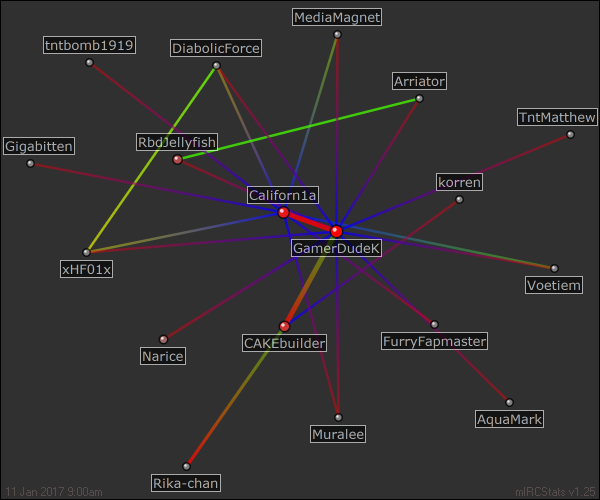 MediaMagnet
tntbomb1919
DiabolicForce
Arriator
TntMatthew
Gigabitten
RbdJellyfish
korren
Californ1a
GamerDudeK
xHF01x
Voetiem
CAKEbuilder
FurryFapmaster
Narice
AquaMark
Muralee
Rika-chan
11 Jan 2017 9:00am
mIRCStats v1.25